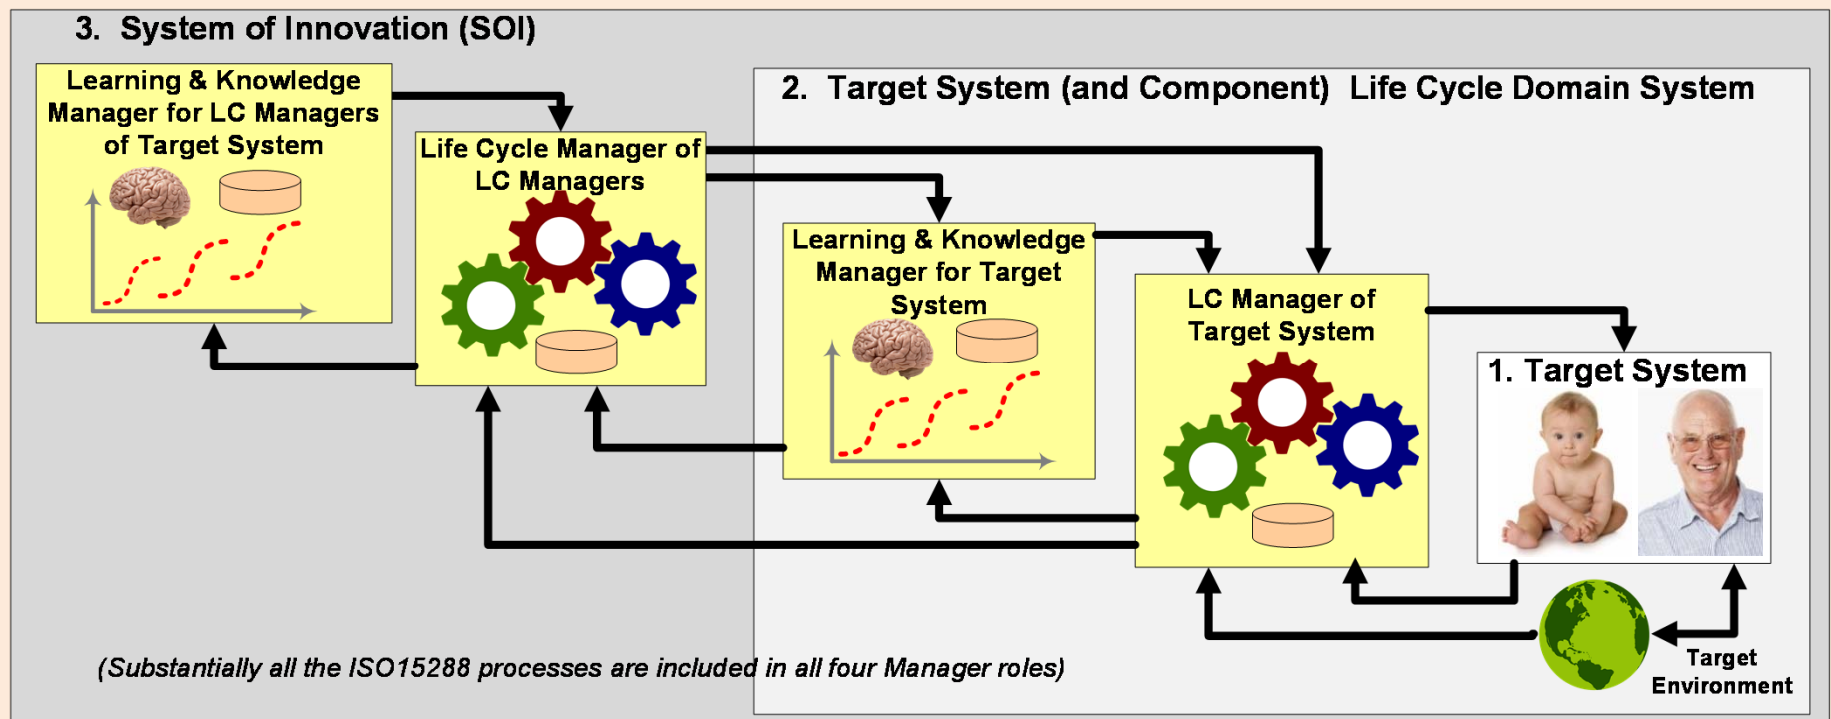 3. System of Innovation (SOI)
Learning & Knowledge
Manager for LC Managers
of Target System
2. Target System (and Component) Life Cycle Domain System
Life Cycle Manager of
LC Managers
Learning & Knowledge
Manager for Target
System
LC Manager of
Target System
1. Target System
(Substantially all the ISO15288 processes are included in all four Manager roles)
Target
Environment